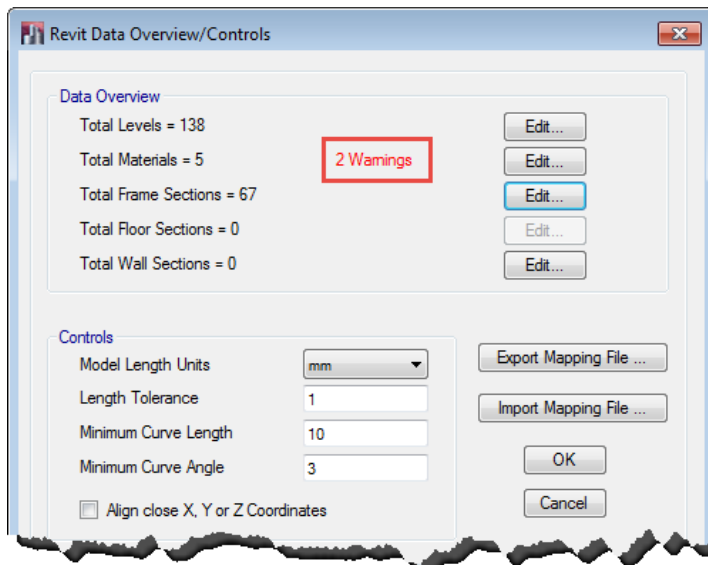 Revit Data Overview/Controls
Data Overview
Total Levels = 138
Edit...
Total Materials = 5
2 Warnings
Edit...
Total Frame Sections = 67
Edit...
Total Floor Sections = 0
Edit...
Total Wall Sections = 0
Edit...
Controls
Model Length Units
mm
Length Tolerance
1
Minimum Curve Length
10
Minimum Curve Angle
3
Align close X, Y or Z Coordinates
Export Mapping File ...
Import Mapping File ...
OK
Cancel